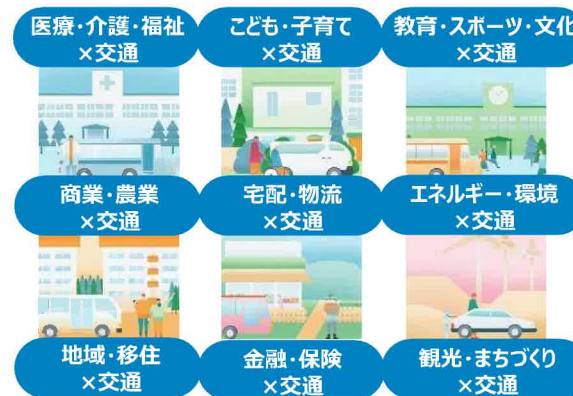 医療・介護・福祉
×交通
こども・子育て
×交通
教育・スポーツ・文化
×交通
商業・農業
×交通
宅配・物流
×交通
エネルギー・環境
×交通
地域・移住
×交通
金融・保険
×交通
観光・まちづくり
×交通